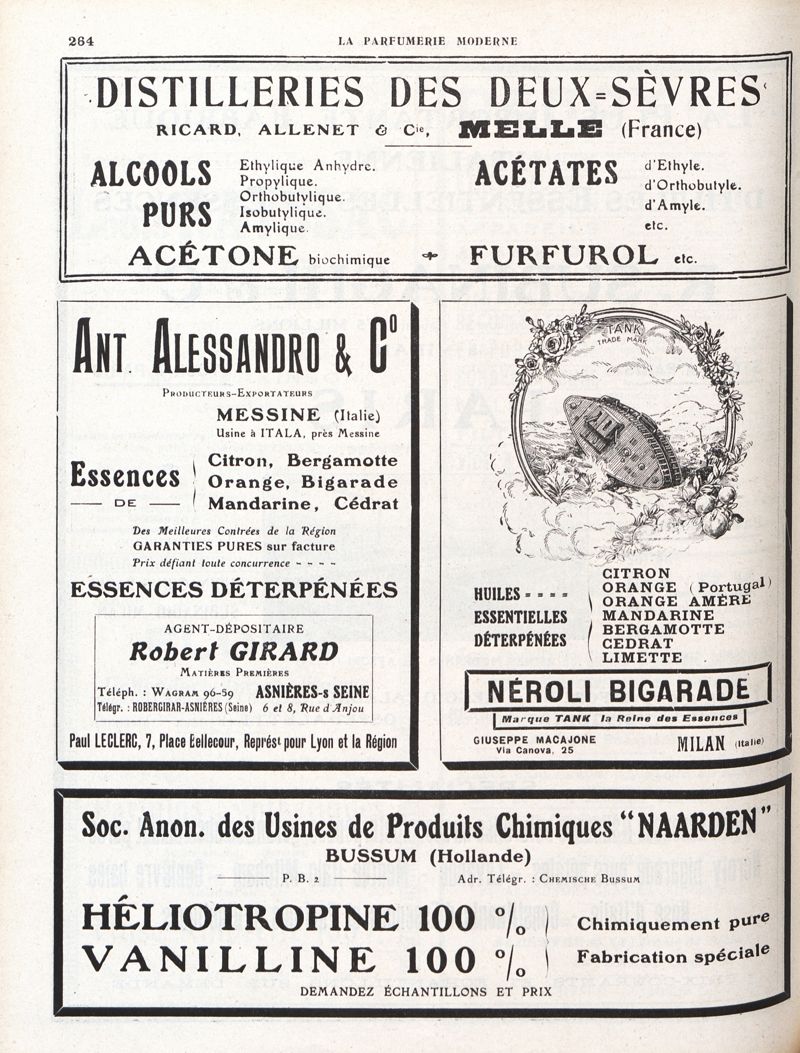 264
LA PARFUMERIE MODERNE
DISTILLERIES DES DEUX=SÈVRES
RICARD, ALLENET & Cie, MELLE (France)
ALCOOLS PURS
Ethylique Anhydre.
Propylique.
Orthobutylique.
Isobutylique.
Amylique.
ACÉTATES
d'Ethyle.
d'Orthobutyle.
d'Amyle.
etc.
ACÉTONE biochimique FURFUROL etc.
ANT. ALESSANDRO & Co
PRODUCTEURS-EXPORTATEURS
MESSINE (Italie)
Usine à ITALA, près Messine
Essences
DE
Citron, Bergamotte
Orange, Bigarade
Mandarine, Cédrat
Des Meilleures Contrées de la Région
GARANTIES PURES sur facture
Prix défiant toute concurrence - - - -
ESSENCES DÉTERPÉNÉES
AGENT-DÉPOSITAIRE
Robert GIRARD
MATIÈRES PREMIÈRES
Téléph. : WAGRAM 96-59 ASNIÈRES-s SEINE
Télégr. : ROBERGIRAR-ASNIÈRES (Seine) 6 et 8, Rue d'Anjou
Paul LECLERC, 7, Place Bellecour, Représt pour Lyon et la Région
TANK
TRADE MARK
HUILES = = = =
ESSENTIELLES
DÉTERPÉNÉES
CITRON
ORANGE (Portugal)
ORANGE AMÈRE
MANDARINE
BERGAMOTTE
CEDRAT
LIMETTE
NÉROLI BIGARADE
Marque TANK la Reine des Essences
GIUSEPPE MACAJONE
Via Canova, 25
MILAN (Italie)
Soc. Anon. des Usines de Produits Chimiques "NAARDEN"
BUSSUM (Hollande)
P. B. 2 Adr. Télégr. : CHEMISCHE BUSSUM
HÉLIOTROPINE 100 % Chimiquement pure
VANILLINE 100 % Fabrication spéciale
DEMANDEZ ÉCHANTILLONS ET PRIX